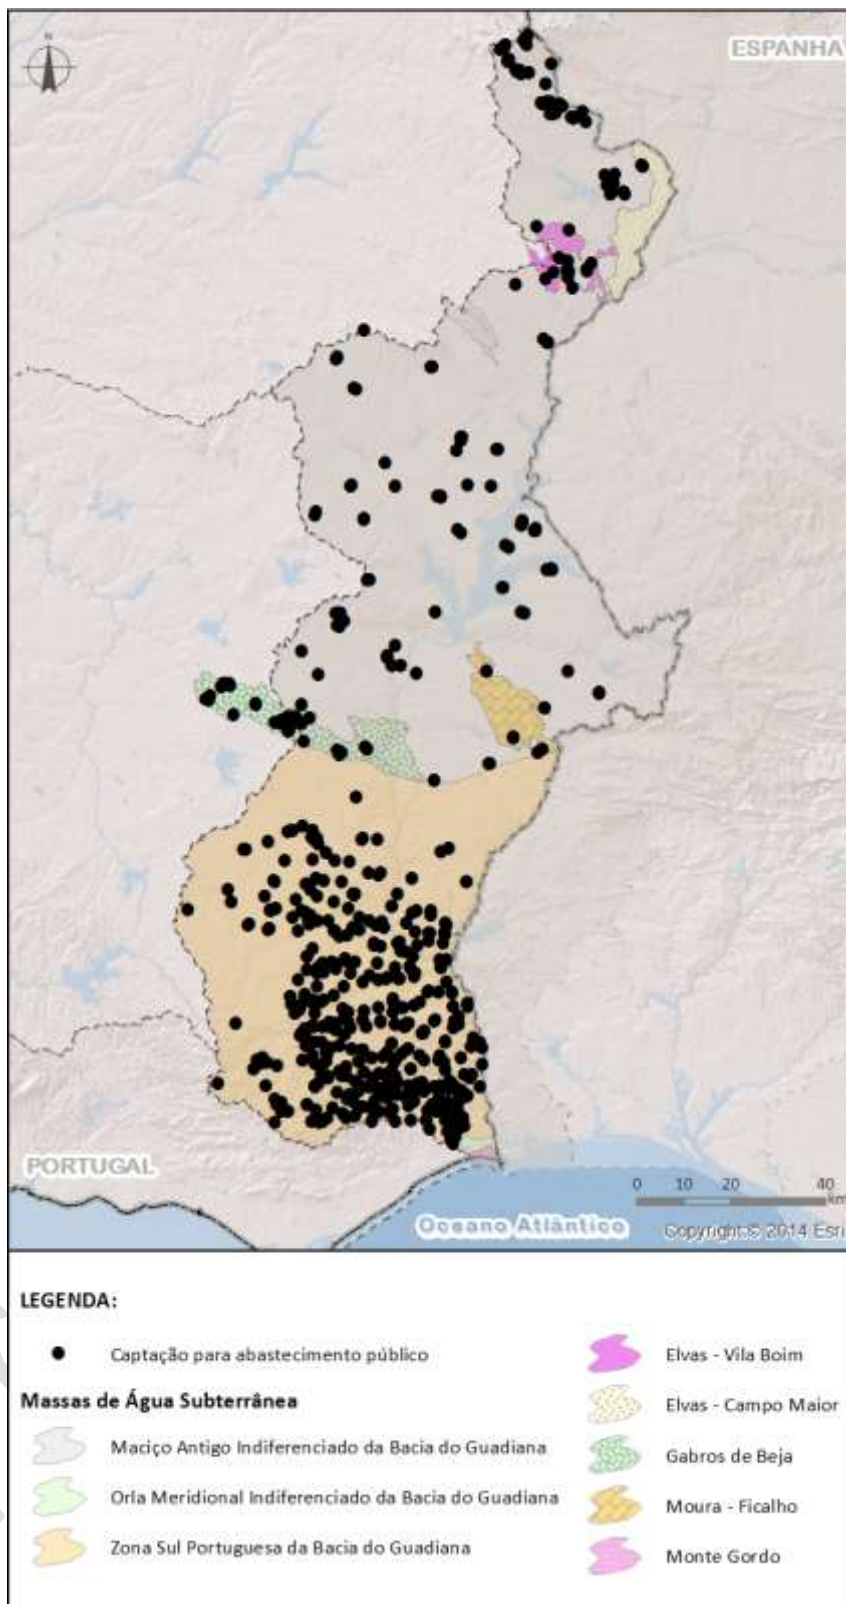 N
ESPANHA
PORTUGAL
0 10 20 40
km
Oceano Atlântico
Copyright:© 2014 Esri
LEGENDA:
Captação para abastecimento público
Massas de Água Subterrânea
Maciço Antigo Indiferenciado da Bacia do Guadiana
Orla Meridional Indiferenciado da Bacia do Guadiana
Zona Sul Portuguesa da Bacia do Guadiana
Elvas - Vila Boim
Elvas - Campo Maior
Gabros de Beja
Moura - Ficalho
Monte Gordo